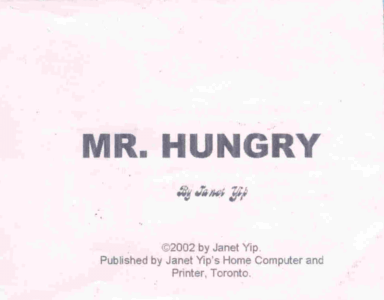 MR. HUNGRY
By Janet Yip
©2002 by Janet Yip.
Published by Janet Yip's Home Computer and
Printer, Toronto.